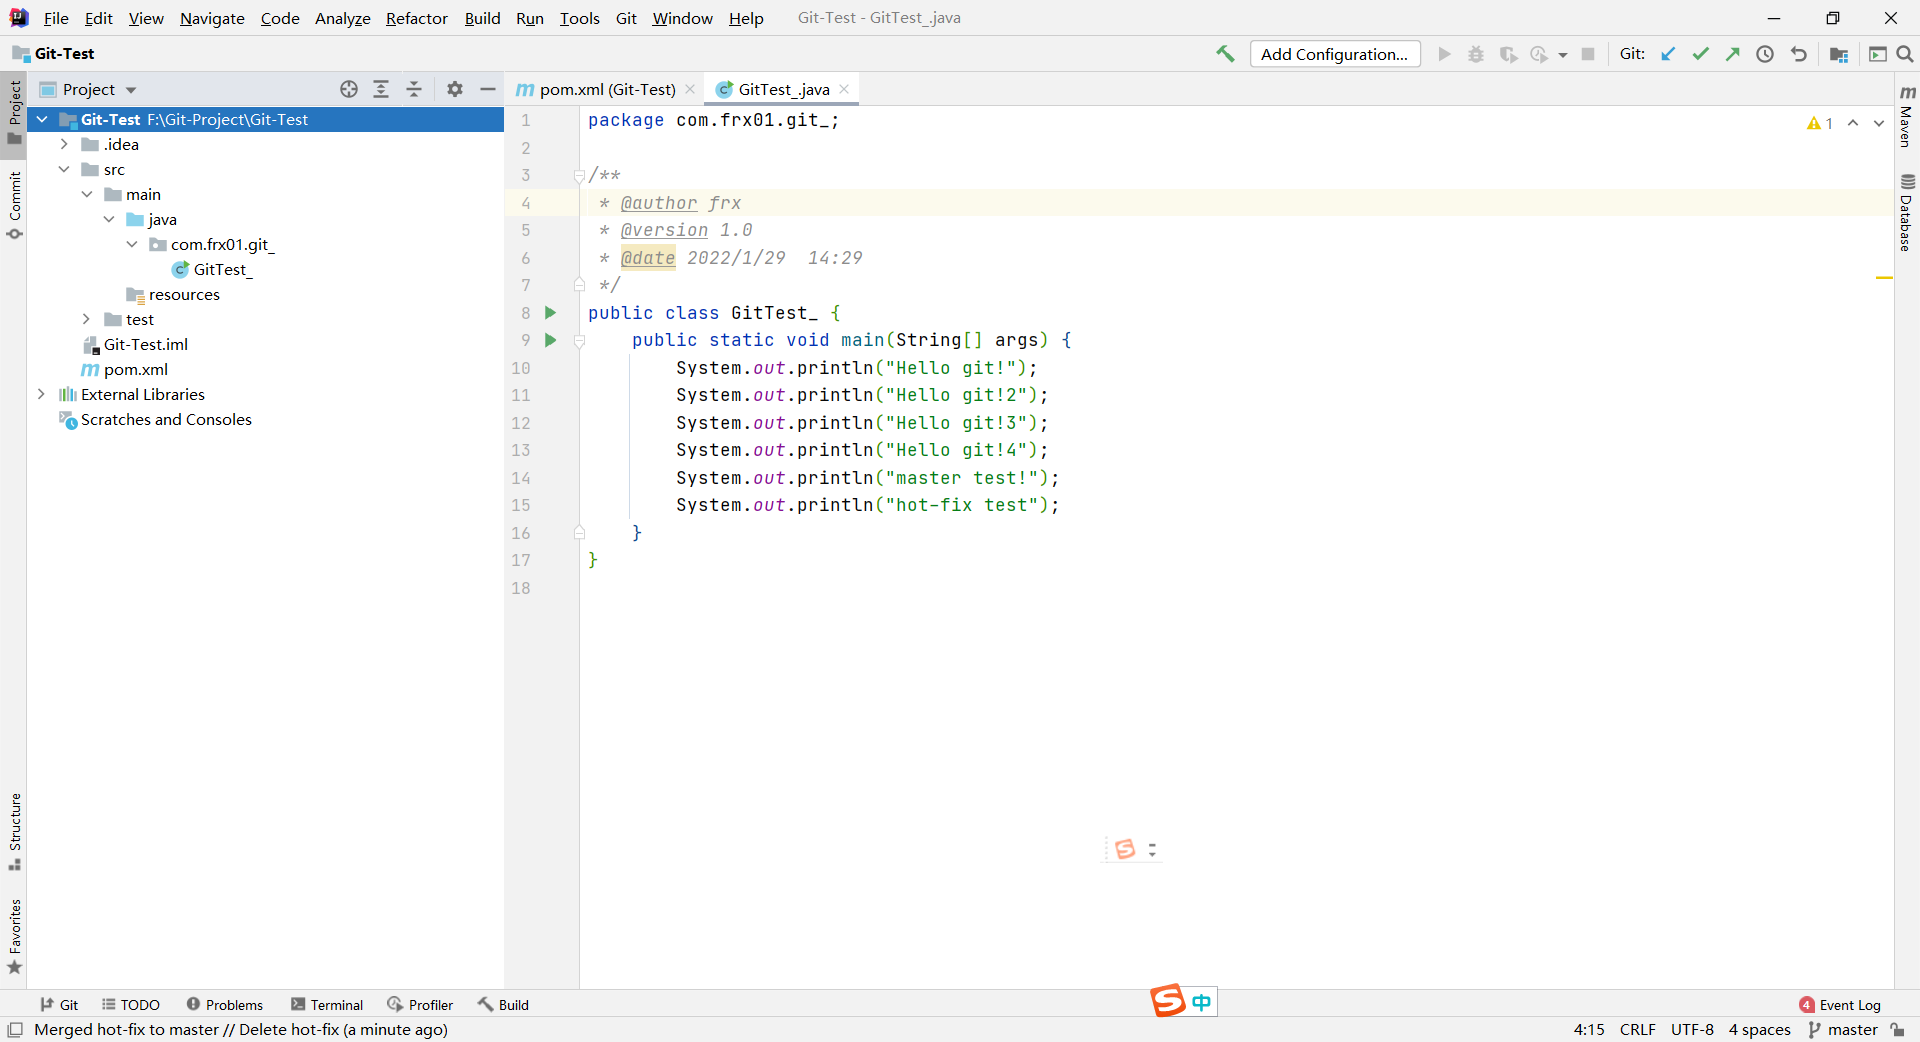 File Edit View Navigate Code Analyze Refactor Build Run Tools Git Window Help Git-Test - GitTest_.java
Git-Test Add Configuration... Git:
Project pom.xml (Git-Test) GitTest_.java
Project
Commit
Structure
Favorites
Git-Test F:\Git-Project\Git-Test
.idea
src
main
java
com.frx01.git_
GitTest_
resources
test
Git-Test.iml
pom.xml
External Libraries
Scratches and Consoles
1 package com.frx01.git_;
2
3 /**
4 * @author frx
5 * @version 1.0
6 * @date 2022/1/29 14:29
7 */
8 public class GitTest_ {
9 public static void main(String[] args) {
10 System.out.println("Hello git!");
11 System.out.println("Hello git!2");
12 System.out.println("Hello git!3");
13 System.out.println("Hello git!4");
14 System.out.println("master test!");
15 System.out.println("hot-fix test");
16 }
17 }
18
1
Maven
Database
中
Git TODO Problems Terminal Profiler Build 4 Event Log
Merged hot-fix to master // Delete hot-fix (a minute ago) 4:15 CRLF UTF-8 4 spaces master